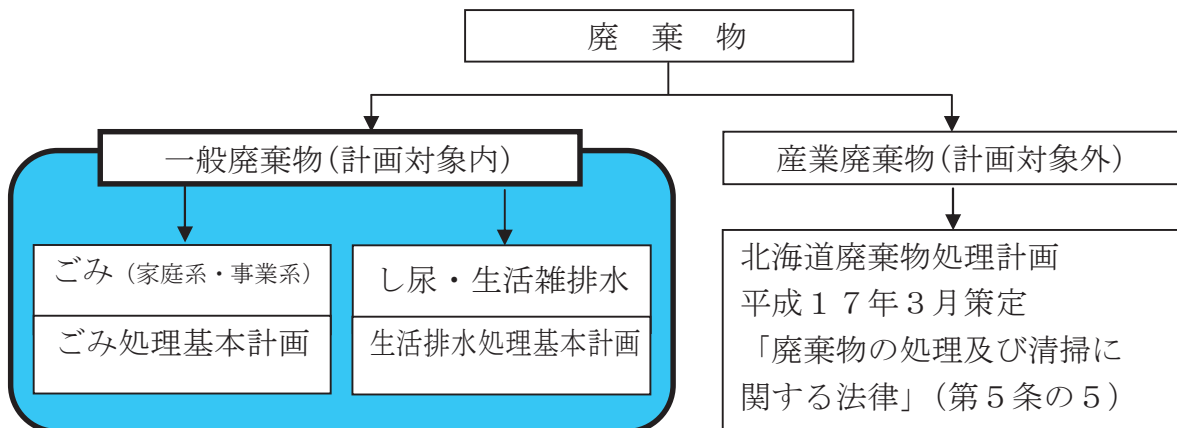 廃　棄　物
一般廃棄物(計画対象内)
産業廃棄物(計画対象外)
ごみ（家庭系・事業系）
ごみ処理基本計画
し尿・生活雑排水
生活排水処理基本計画
北海道廃棄物処理計画
平成１７年３月策定
「廃棄物の処理及び清掃に
関する法律」（第５条の５）